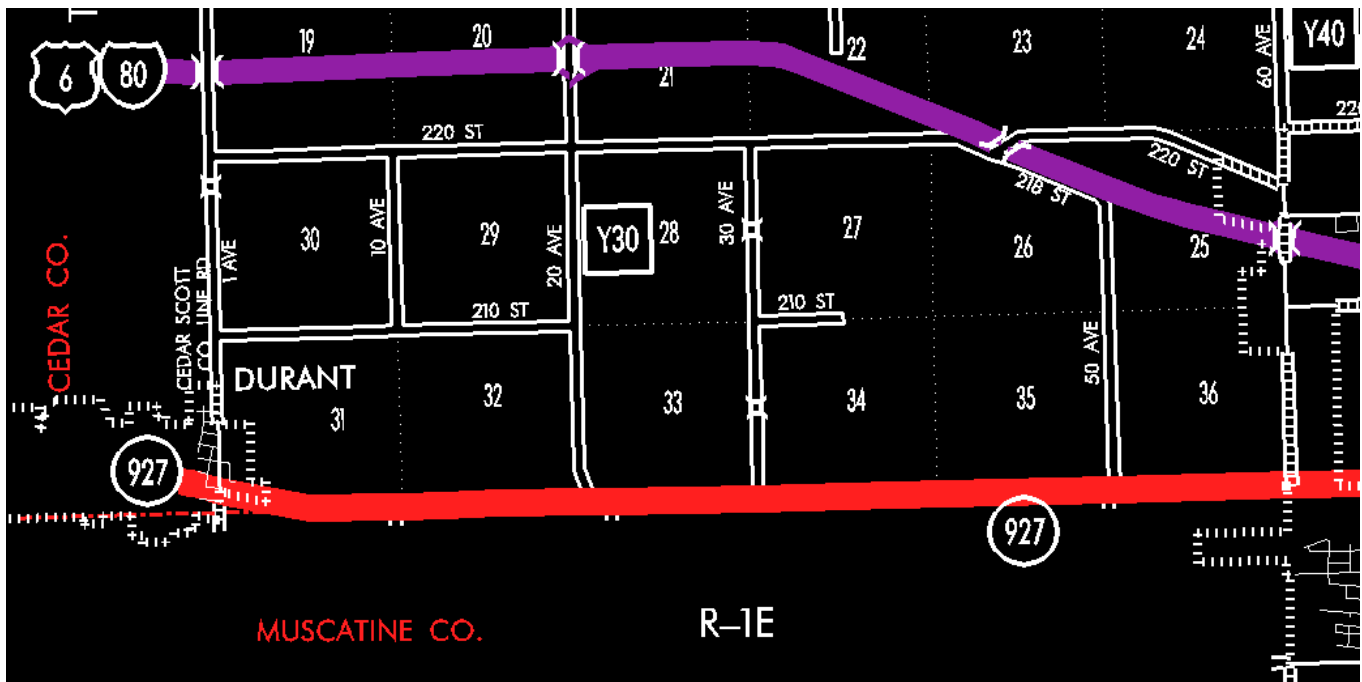 T
6
80
19
20
21
22
23
24
60 AVE
Y40
220 ST
220
220 ST
218 ST
CEDAR CO.
CEDAR SCOTT
CO LINE RD
1 AVE
30
10 AVE
29
20 AVE
Y30
28
30 AVE
27
26
25
210 ST
210 ST
50 AVE
DURANT
31
32
33
34
35
36
927
927
MUSCATINE CO.
R–1E